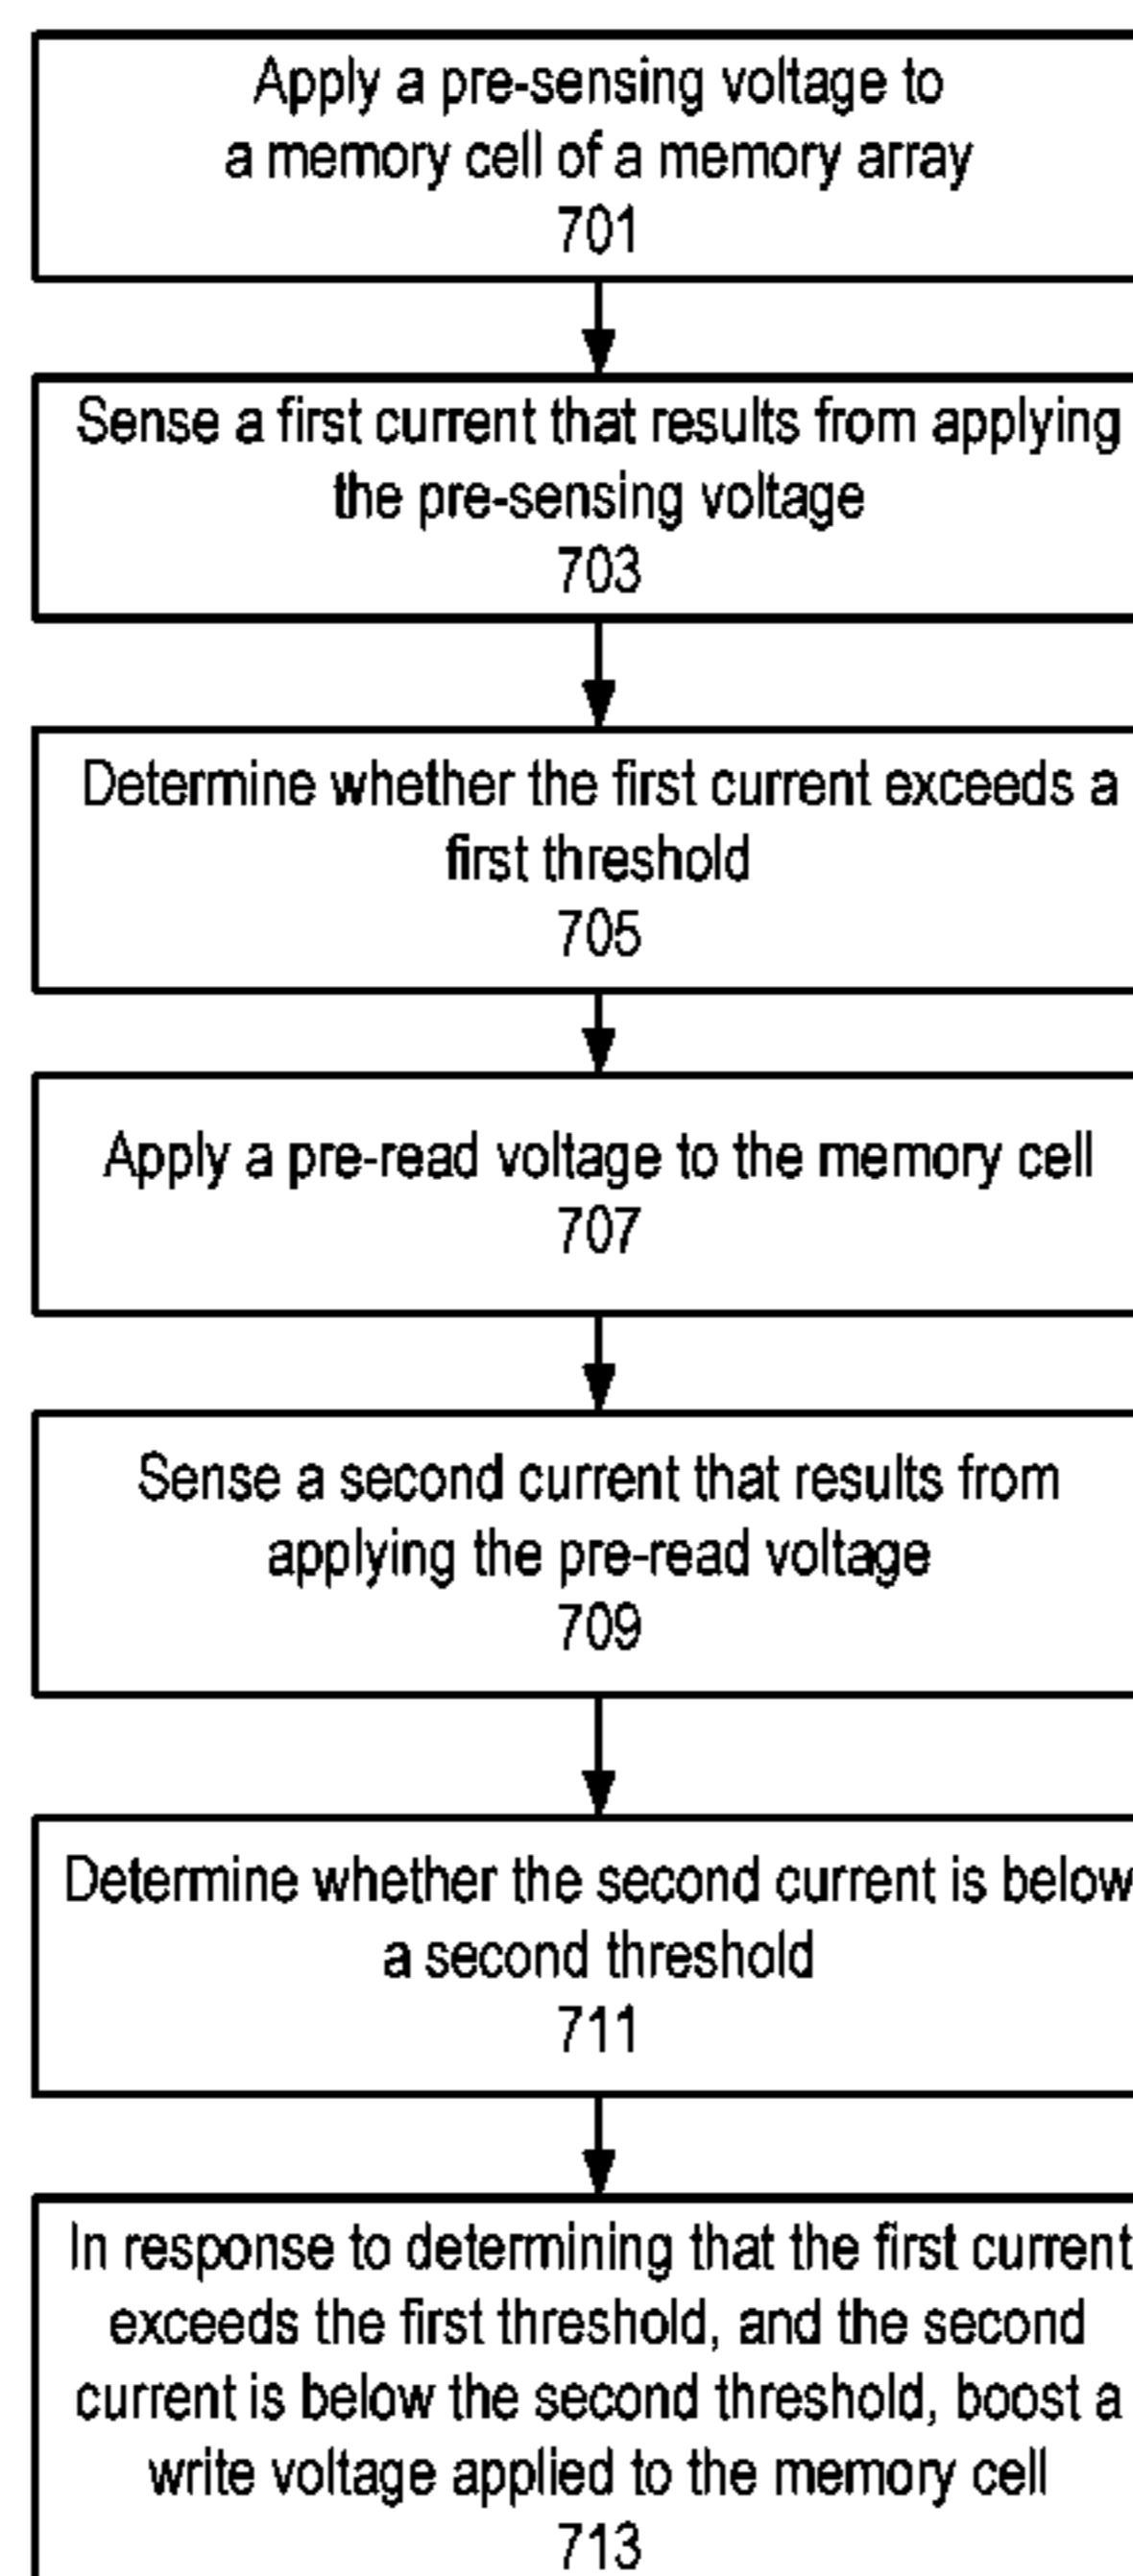 Apply a pre-sensing voltage to
a memory cell of a memory array
701
Sense a first current that results from applying
the pre-sensing voltage
703
Determine whether the first current exceeds a
first threshold
705
Apply a pre-read voltage to the memory cell
707
Sense a second current that results from
applying the pre-read voltage
709
Determine whether the second current is below
a second threshold
711
In response to determining that the first current
exceeds the first threshold, and the second
current is below the second threshold, boost a
write voltage applied to the memory cell
713